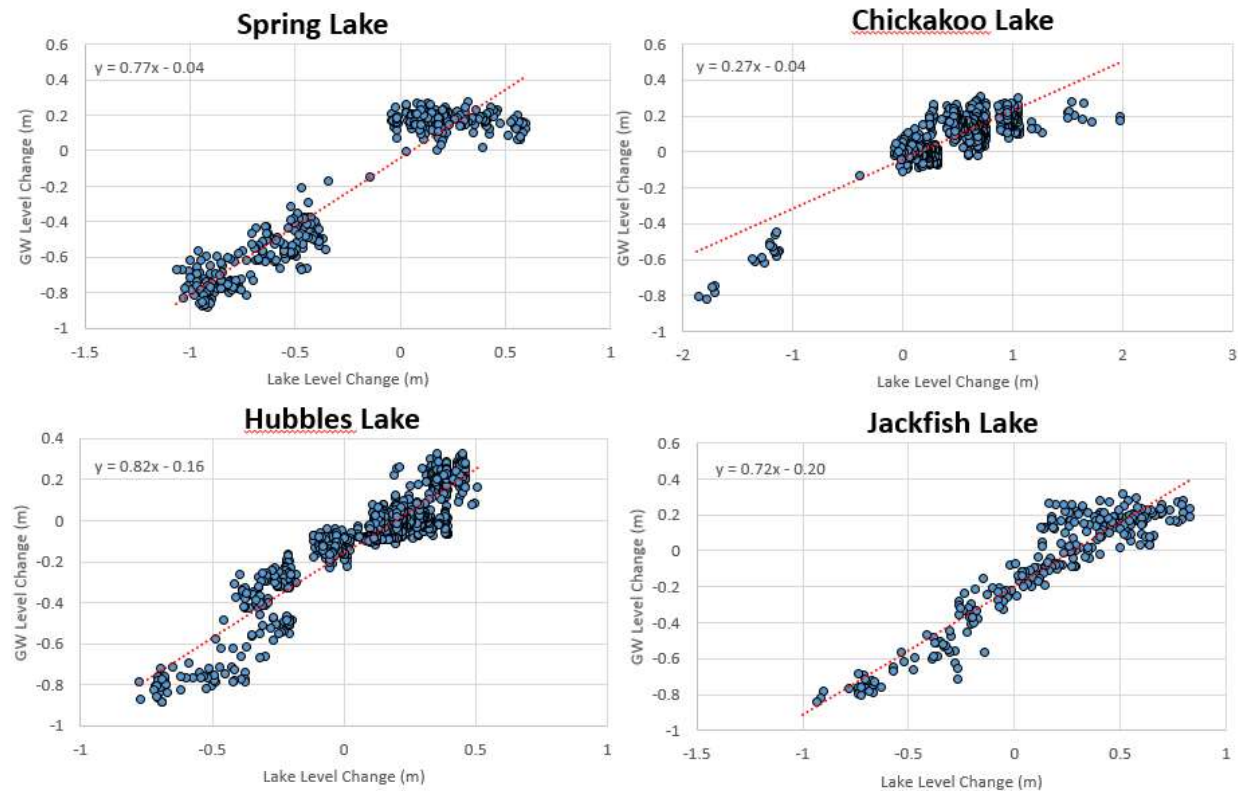 Spring Lake
y = 0.77x - 0.04
0.6
0.4
0.2
0
-0.2
-0.4
-0.6
-0.8
-1
GW Level Change (m)
-1.5 -1 -0.5 0 0.5 1
Lake Level Change (m)
Chickakoo Lake
y = 0.27x - 0.04
0.6
0.4
0.2
0
-0.2
-0.4
-0.6
-0.8
-1
GW Level Change (m)
-2 -1 0 1 2 3
Lake Level Change (m)
Hubbles Lake
y = 0.82x - 0.16
0.4
0.2
0
-0.2
-0.4
-0.6
-0.8
-1
GW Level Change (m)
-1 -0.5 0 0.5 1
Lake Level Change (m)
Jackfish Lake
y = 0.72x - 0.20
0.6
0.4
0.2
0
-0.2
-0.4
-0.6
-0.8
-1
GW Level Change (m)
-1.5 -1 -0.5 0 0.5 1
Lake Level Change (m)